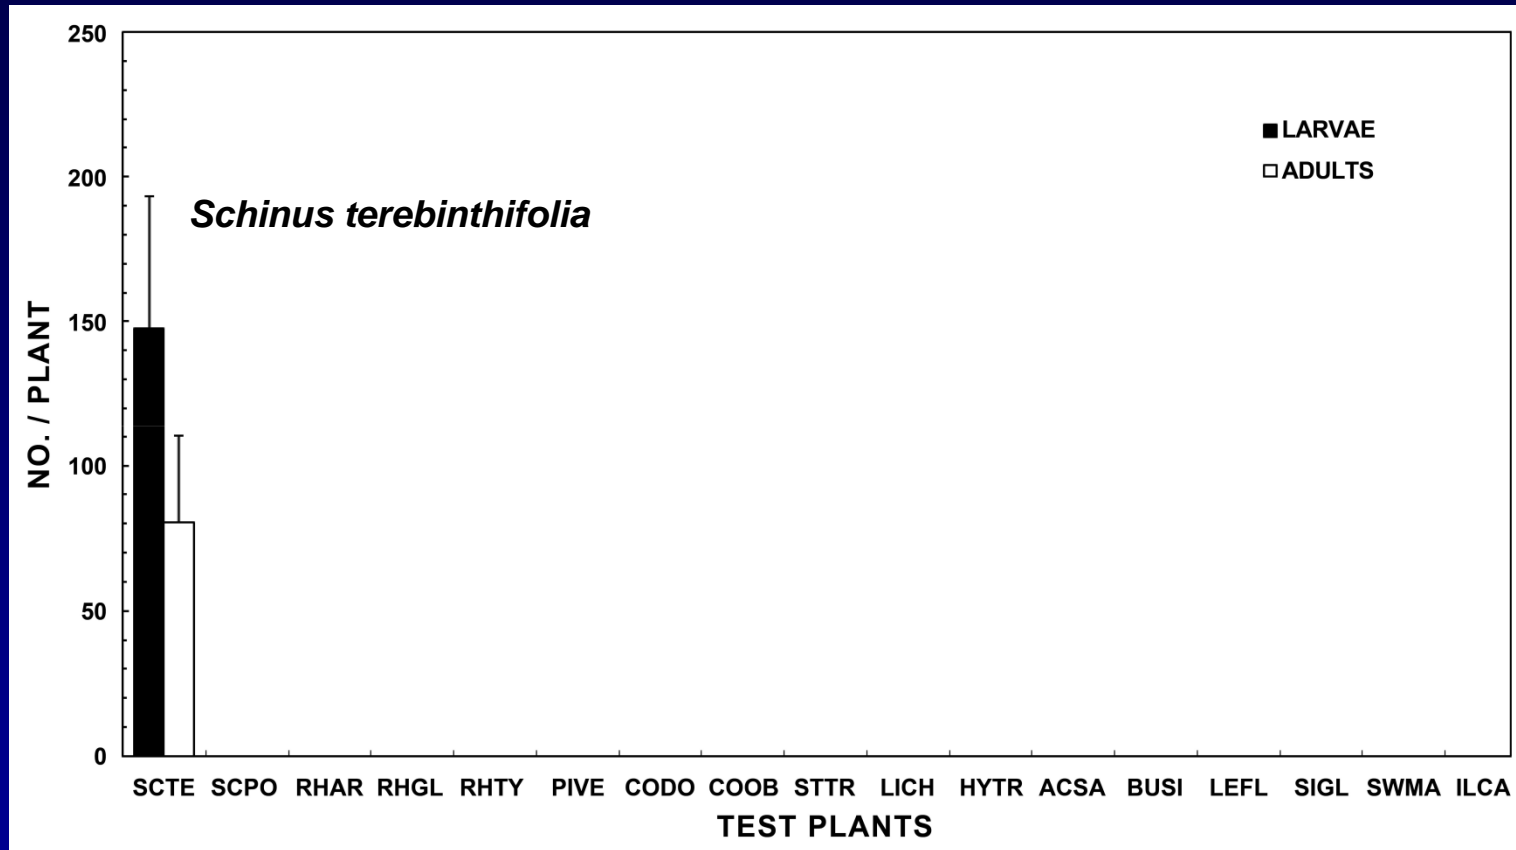 250
200
150
100
50
0
NO. / PLANT
LARVAE
ADULTS
Schinus terebinthifolia
SCTE SCPO RHAR RHGL RHTY PIVE CODO COOB STTR LICH HYTR ACSA BUSI LEFL SIGL SWMA ILCA
TEST PLANTS